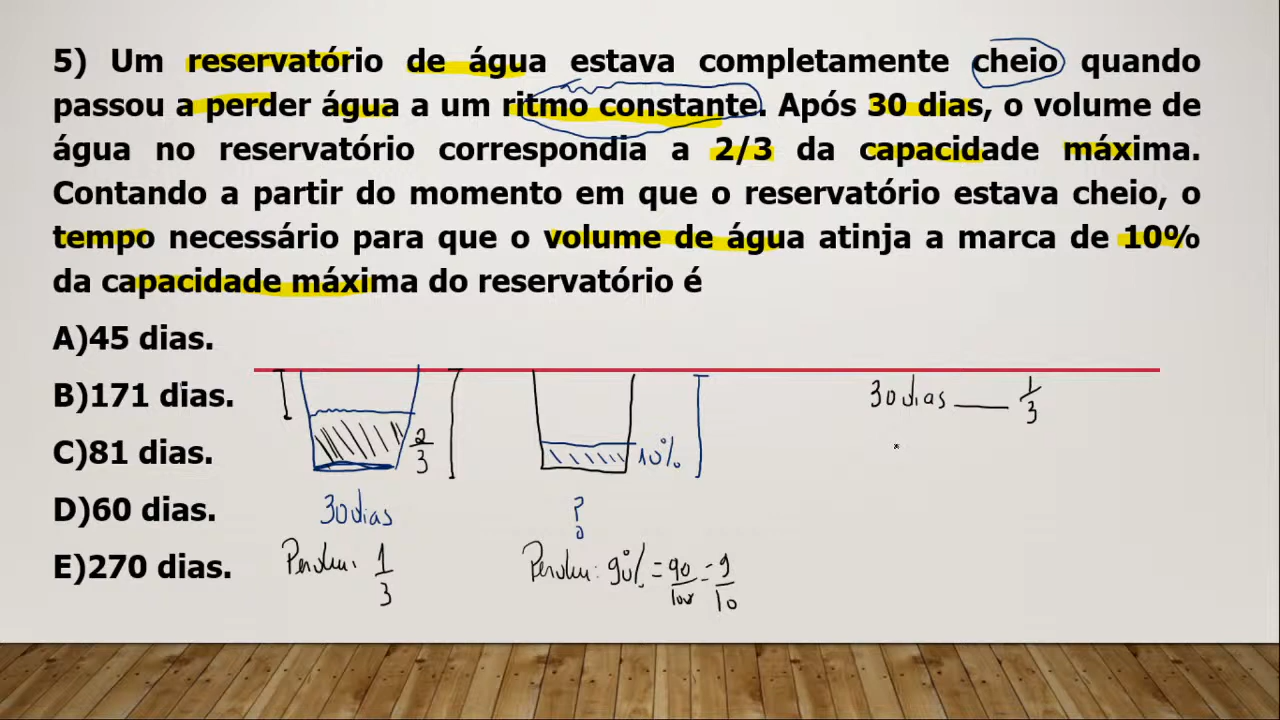 5) Um reservatório de água estava completamente cheio quando
passou a perder água a um ritmo constante. Após 30 dias, o volume de
água no reservatório correspondia a 2/3 da capacidade máxima.
Contando a partir do momento em que o reservatório estava cheio, o
tempo necessário para que o volume de água atinja a marca de 10%
da capacidade máxima do reservatório é
A)45 dias.
B)171 dias.
C)81 dias.
D)60 dias.
E)270 dias.
2/3
30 dias
Perdeu: 1/3
10%
?
Perdeu: 90% = 90/100 = 9/10
30 dias ___ 1/3